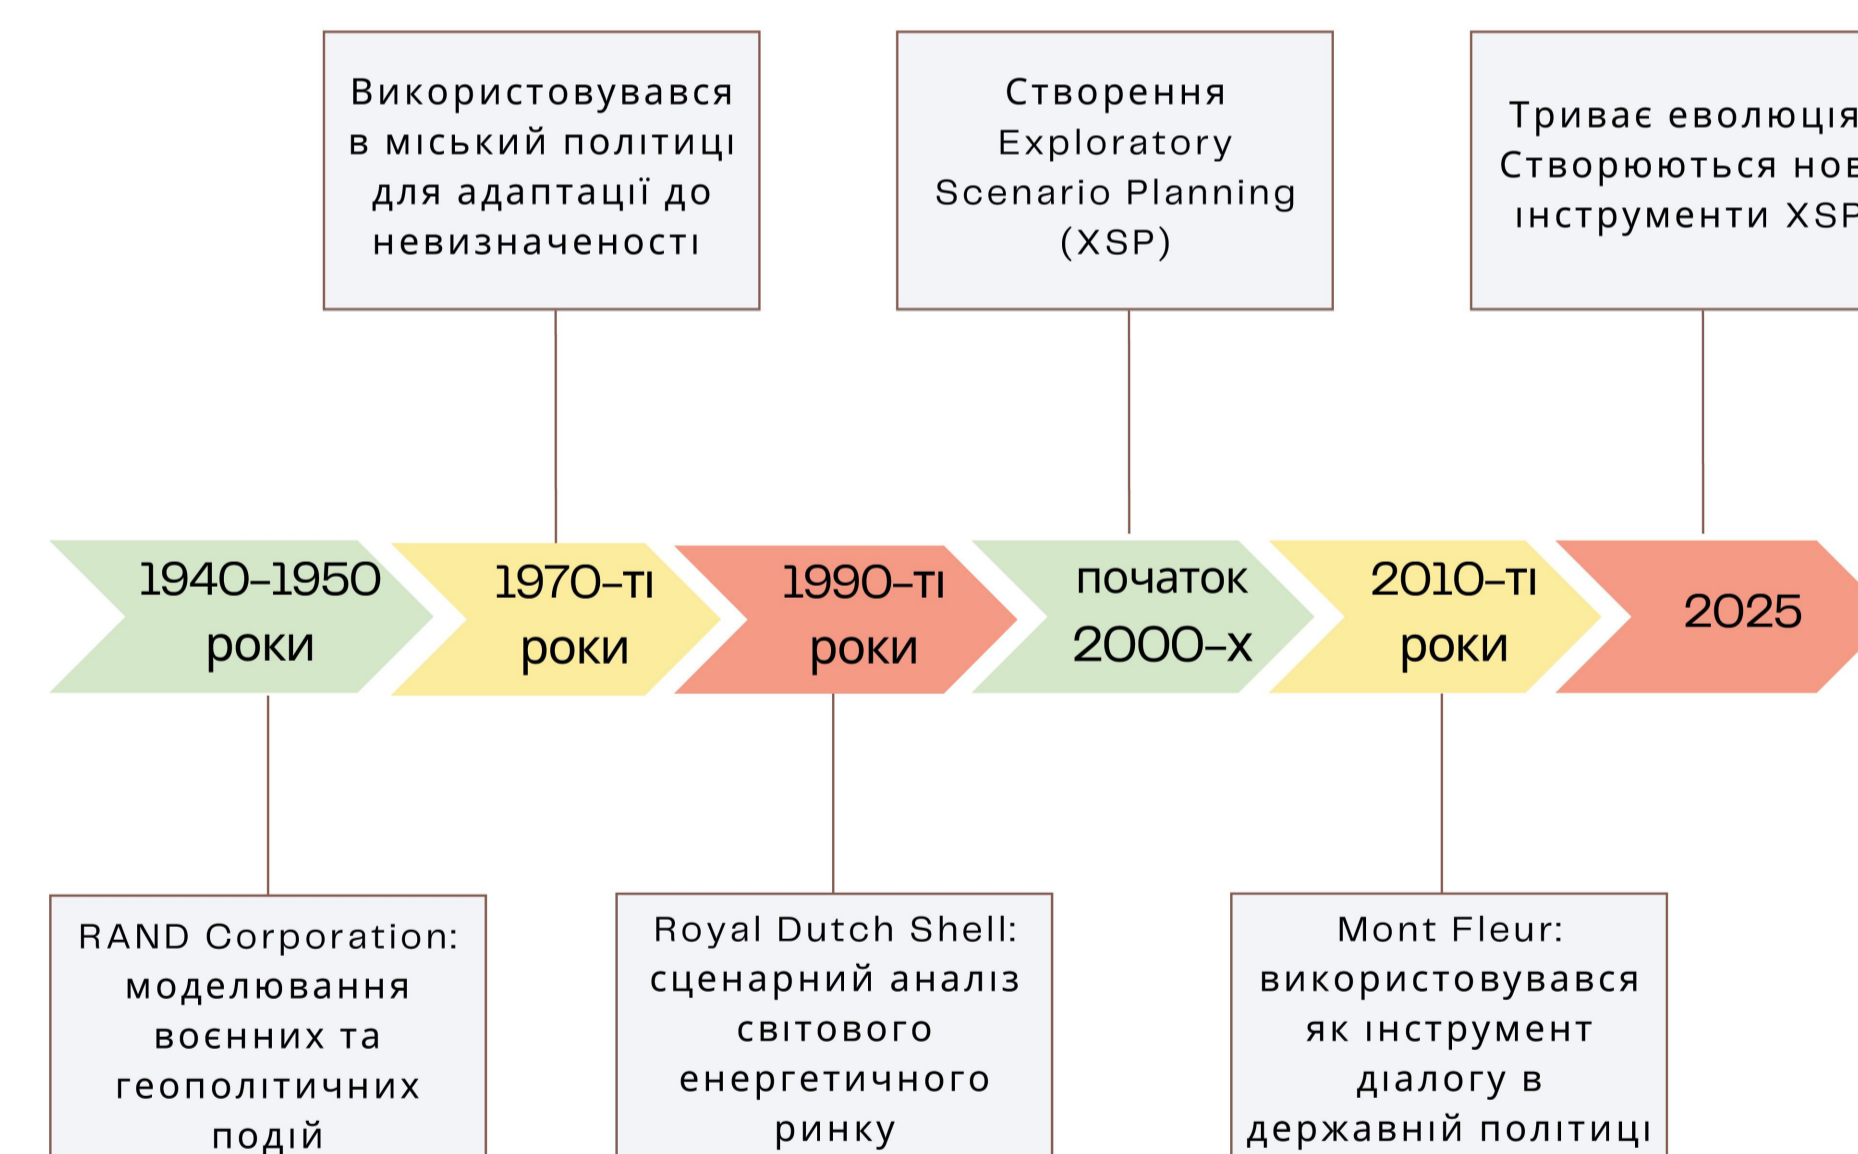 Використовувався
в міський політиці
для адаптації до
невизначеності
Створення
Exploratory
Scenario Planning
(XSP)
Триває еволюція
Створюються
інструменти XSP
1940-1950
роки
1970-ті
роки
1990-ті
роки
початок
2000-х
2010-ті
роки
2025
RAND Corporation:
моделювання
воєнних та
геополітичних
подій
Royal Dutch Shell:
сценарний аналіз
світового
енергетичного
ринку
Mont Fleur:
використовувався
як інструмент
діалогу в
державній політиці